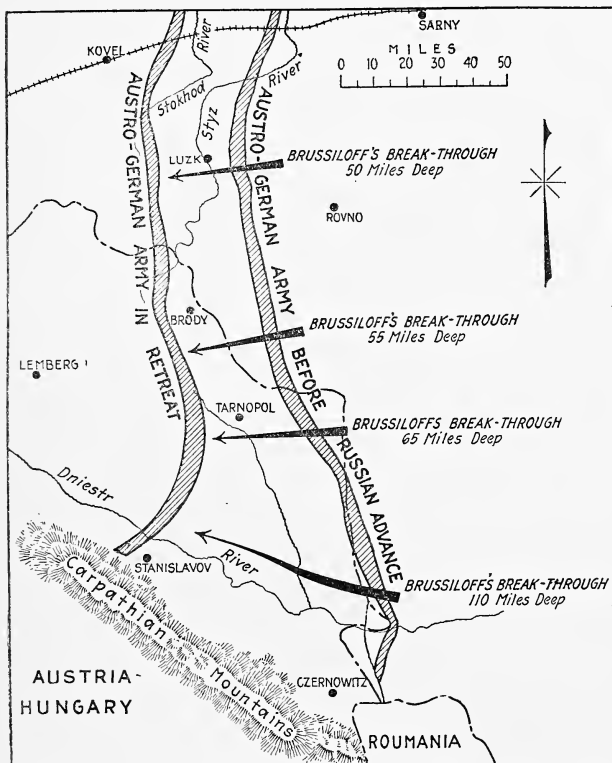 SARNY
KOVEL
River
River
MILES
0 10 20 30 40 50
Stokhod
Styz
AUSTRO-GERMAN ARMY IN RETREAT
AUSTRO-GERMAN ARMY BEFORE RUSSIAN ADVANCE
LUZK
BRUSSILOFF'S BREAK-THROUGH
50 Miles Deep
ROVNO
BRODY
BRUSSILOFF'S BREAK-THROUGH
55 Miles Deep
LEMBERG
TARNOPOL
BRUSSILOFF'S BREAK-THROUGH
65 Miles Deep
Dniestr
River
STANISLAVOV
BRUSSILOFF'S BREAK-THROUGH
110 Miles Deep
Carpathian Mountains
AUSTRIA-
HUNGARY
CZERNOWITZ
ROUMANIA